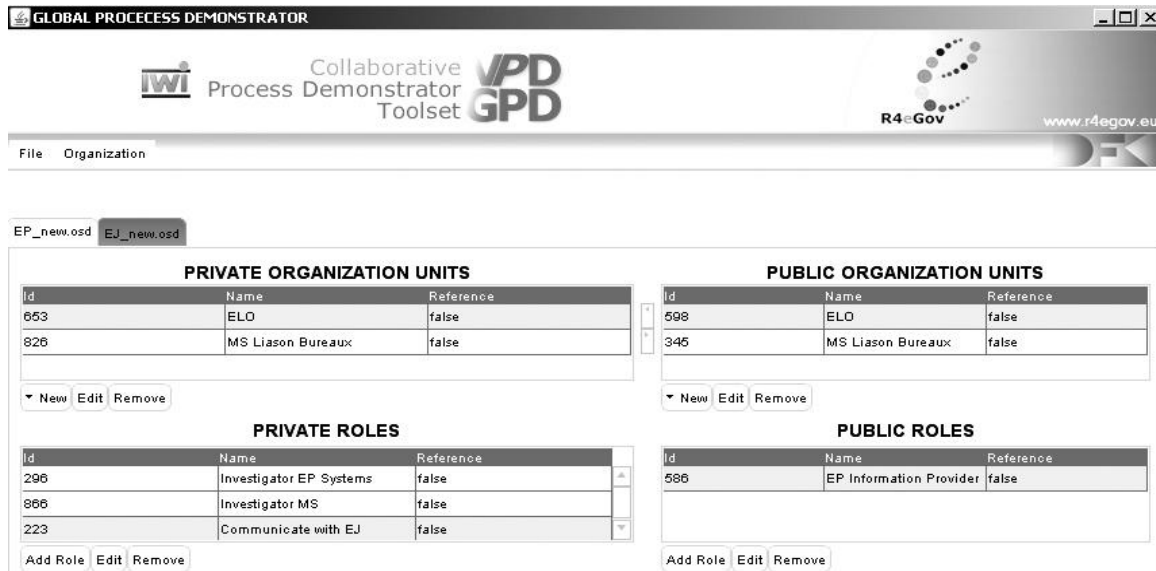 GLOBAL PROCECESS DEMONSTRATOR
iwi
Collaborative
Process Demonstrator
Toolset
VPD
GPD
R4eGov
www.r4egov.eu
File Organization
DFK
EP_new.osd EJ_new.osd
PRIVATE ORGANIZATION UNITS
Id Name Reference
653 ELO false
826 MS Liason Bureaux false
New Edit Remove
PUBLIC ORGANIZATION UNITS
Id Name Reference
598 ELO false
345 MS Liason Bureaux false
New Edit Remove
PRIVATE ROLES
Id Name Reference
296 Investigator EP Systems false
866 Investigator MS false
223 Communicate with EJ false
Add Role Edit Remove
PUBLIC ROLES
Id Name Reference
586 EP Information Provider false
Add Role Edit Remove